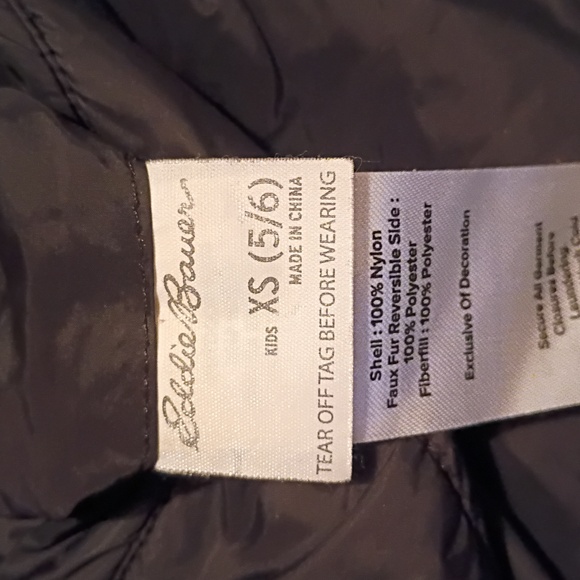 Eddie Bauer
KIDS XS (5/6)
MADE IN CHINA
TEAR OFF TAG BEFORE WEARING
Shell : 100% Nylon
Faux Fur Reversible Side :
100% Polyester
Fiberfill : 100% Polyester
Exclusive Of Decoration
Secure All Garment
Closures Before
Laundering
Cold